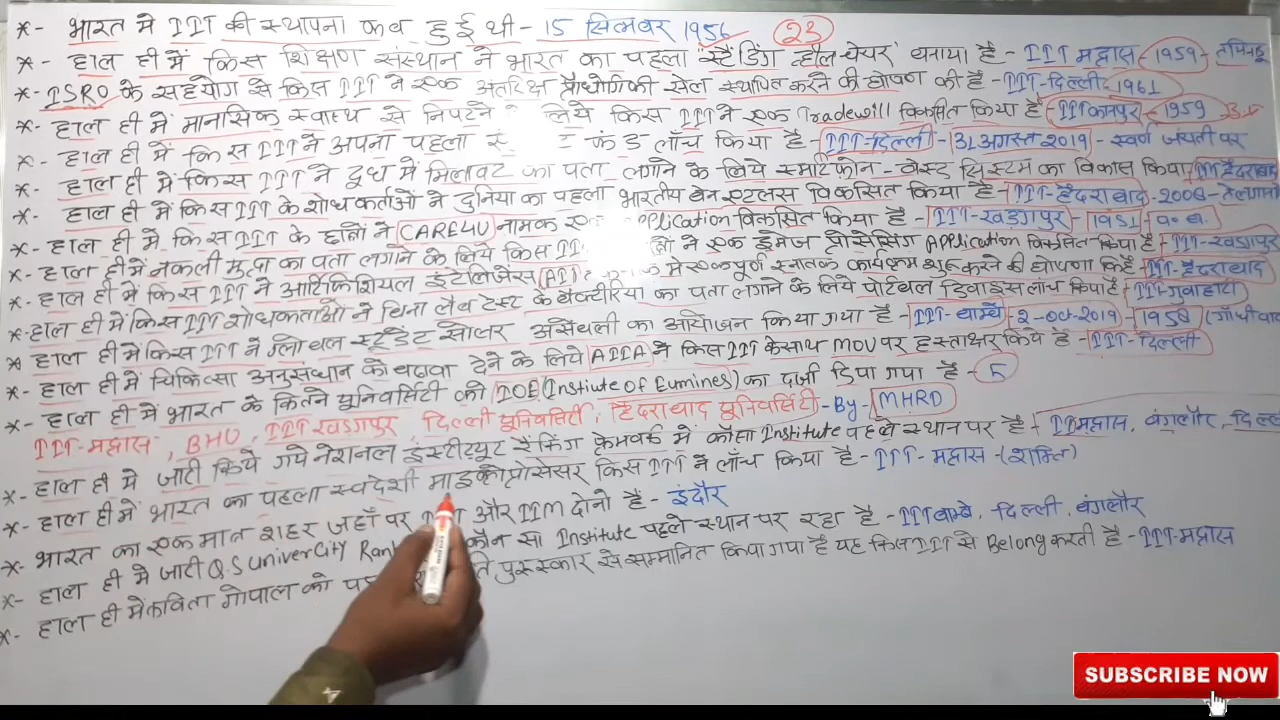 *- भारत में IIT की स्थापना कब हुई थी - 15 सितम्बर 1956 (23)
*- हाल ही में किस शिक्षण संस्थान ने भारत का पहला 'स्टैंडिंग व्हील-चेयर' बनाया है - IIT मद्रास 1959
*- ISRO के सहयोग से किस IIT ने एक अंतरिक्ष प्रौद्योगिकी सेल स्थापित करने की घोषणा की है - IIT-दिल्ली 1961
*- हाल ही में मानसिक स्वाथ्य से निपटने लिये किस IIT ने एक Tradewill विकसित किया है - IIT कानपुर - 1959
*- हाल ही में किस IIT ने अपना पहला फंड लॉंच किया है - IIT-दिल्ली - 31 अगस्त 2019 - स्वर्ण जयंती पर
*- हाल ही में किस IIT ने दूध में मिलावट का पता लगाने के लिये स्मार्टफोन - वेस्ट सिस्टम का विकास किया IIT हैदराबाद
*- हाल ही में किस IIT के शोधकर्ताओं ने दुनिया का पहला भारतीय ब्रेन एटलस विकसित किया है - IIT-हैदराबाद-2008-तेलंगाना
*- हाल ही में किस IIT के छात्रों ने CARE4U नामक एक Application विकसित किया है - IIT-खड़गपुर - 1951 प. बं.
*- हाल ही में नकली मुद्रा का पता लगाने के लिये किस IIT ने एक इमेज प्रोसेसिंग Application विकसित किया है - IIT-खड़गपुर
*- हाल ही में किस IIT ने आर्टिफिशियल इंटेलिजेंस में एक पूर्ण स्नातक कार्यक्रम शुरू करने की घोषणा कि है - IIT-हैदराबाद
*- हाल ही में किस IIT शोधकर्ताओं ने बिना लैब टेस्ट के बैक्टीरिया का पता लगाने के लिये पोर्टेबल डिवाइस लॉंच किया है - IIT-गुवाहाटी
*- हाल ही में किस IIT ने ग्लोबल स्टूडेंट सोलर असेंबली का आयोजन किया गया है - IIT-बाम्बे - 2-oct-2019 - 1958
*- हाल ही में चिकित्सा अनुसंधान को बढावा देने के लिये AIIA ने किस IIT के साथ MOU पर हस्ताक्षर किये है - IIT-दिल्ली
*- हाल ही में भारत के कितने यूनिवर्सिटी को IOE (Instiute of Eumines) का दर्जा दिया गया है - 5
IIT-मद्रास, BHU, IIT खड़गपुर दिल्ली यूनिवर्सिटी, हैदराबाद यूनिवर्सिटी - By - MHRD
*- हाल ही में जारी किये गये नेशनल इंस्टीट्यूट रैंकिंग फ्रेमवर्क में कौनसा Institute पहले स्थान पर है - IIT मद्रास, बंगलौर, दिल्ली
*- हाल ही में भारत का पहला स्वदेशी माइक्रोप्रोसेसर किस IIT ने लॉंच किया है - IIT-मद्रास - (शक्ति)
*- भारत का एक मात्र शहर जहाँ पर और IIM दोनो है - इंदौर
*- हाल ही में जारी Q.S UniverCity कौन सा Institute पहले स्थान पर रहा है - IIT बाम्बे, दिल्ली, बंगलौर
*- हाल ही में कविता गोपाल को पुरस्कार से सम्मानित किया गया है यह किस IIT से Belong करती है - IIT-मद्रास
SUBSCRIBE NOW